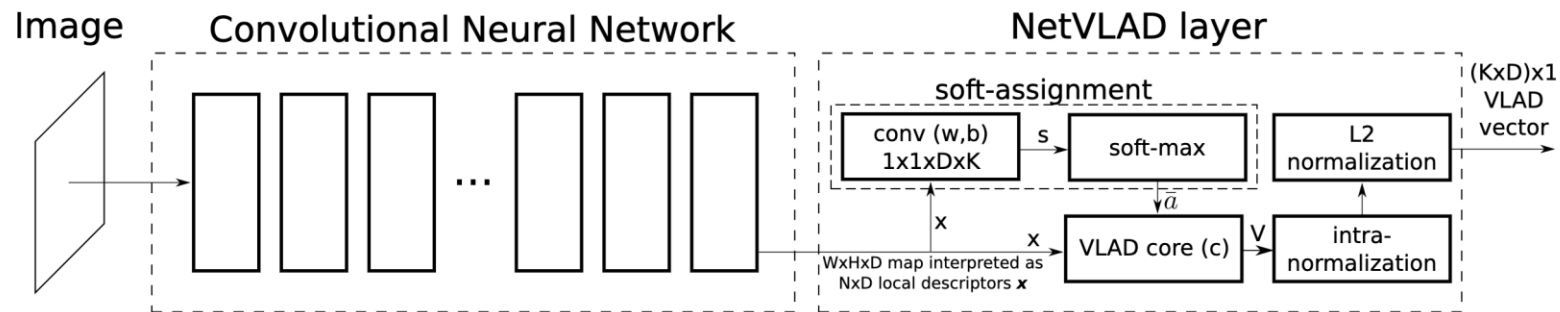 Image
Convolutional Neural Network
NetVLAD layer
soft-assignment
conv (w,b)
1x1xDxK
s
soft-max
L2
normalization
(KxD)x1
VLAD
vector
...
x
x
a̅
VLAD core (c)
V
intra-
normalization
WxHxD map interpreted as
NxD local descriptors x